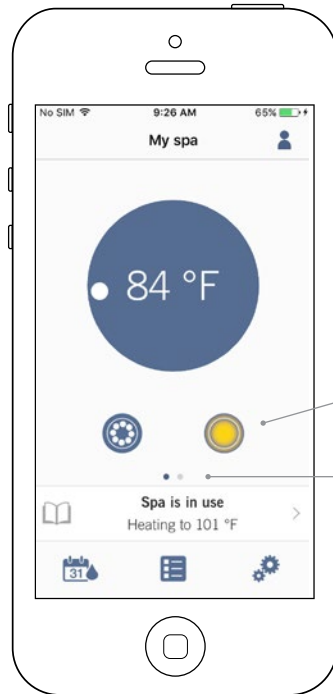 No SIM 9:26 AM 65%
My spa
84 °F
Spa is in use
Heating to 101 °F
31